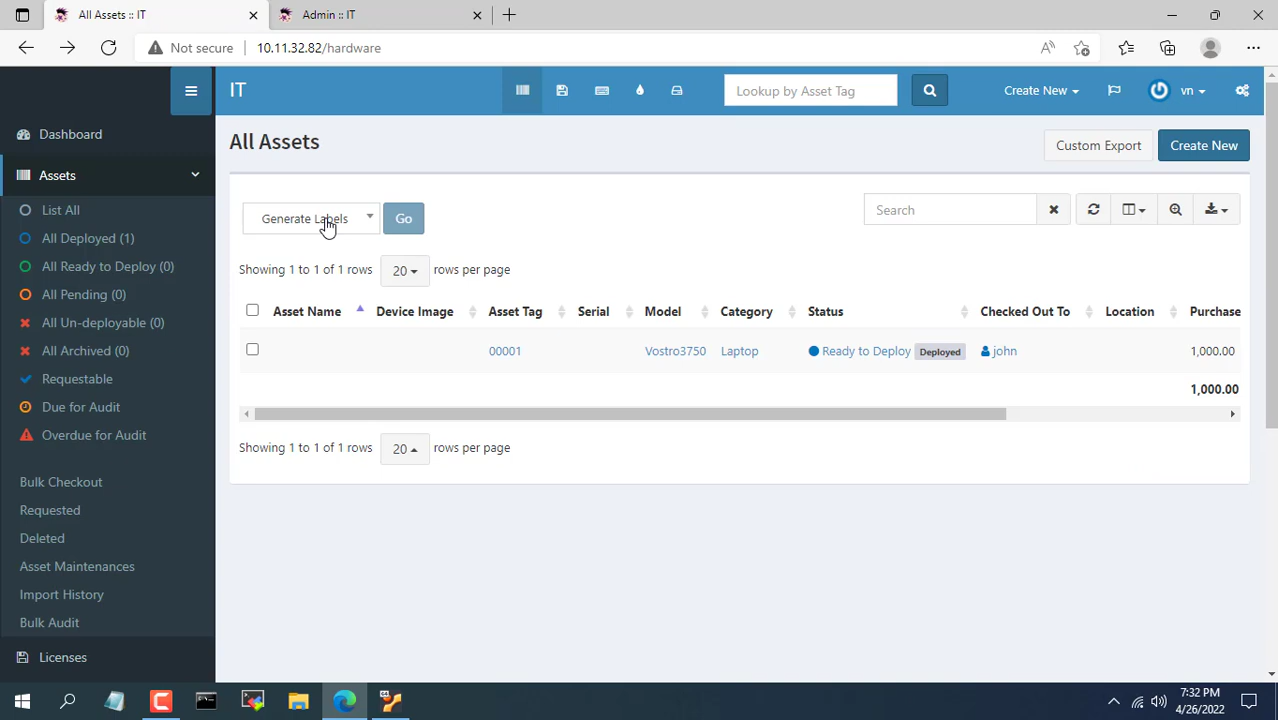 All Assets :: IT
Admin :: IT
Not secure
10.11.32.82/hardware
IT
Lookup by Asset Tag
Create New
vn
Dashboard
Assets
List All
All Deployed (1)
All Ready to Deploy (0)
All Pending (0)
All Un-deployable (0)
All Archived (0)
Requestable
Due for Audit
Overdue for Audit
Bulk Checkout
Requested
Deleted
Asset Maintenances
Import History
Bulk Audit
Licenses
All Assets
Custom Export
Create New
Generate Labels
Go
Search
Showing 1 to 1 of 1 rows 20 rows per page
Asset Name Device Image Asset Tag Serial Model Category Status Checked Out To Location Purchase
00001 Vostro3750 Laptop Ready to Deploy Deployed john 1,000.00
1,000.00
Showing 1 to 1 of 1 rows 20 rows per page
7:32 PM
4/26/2022